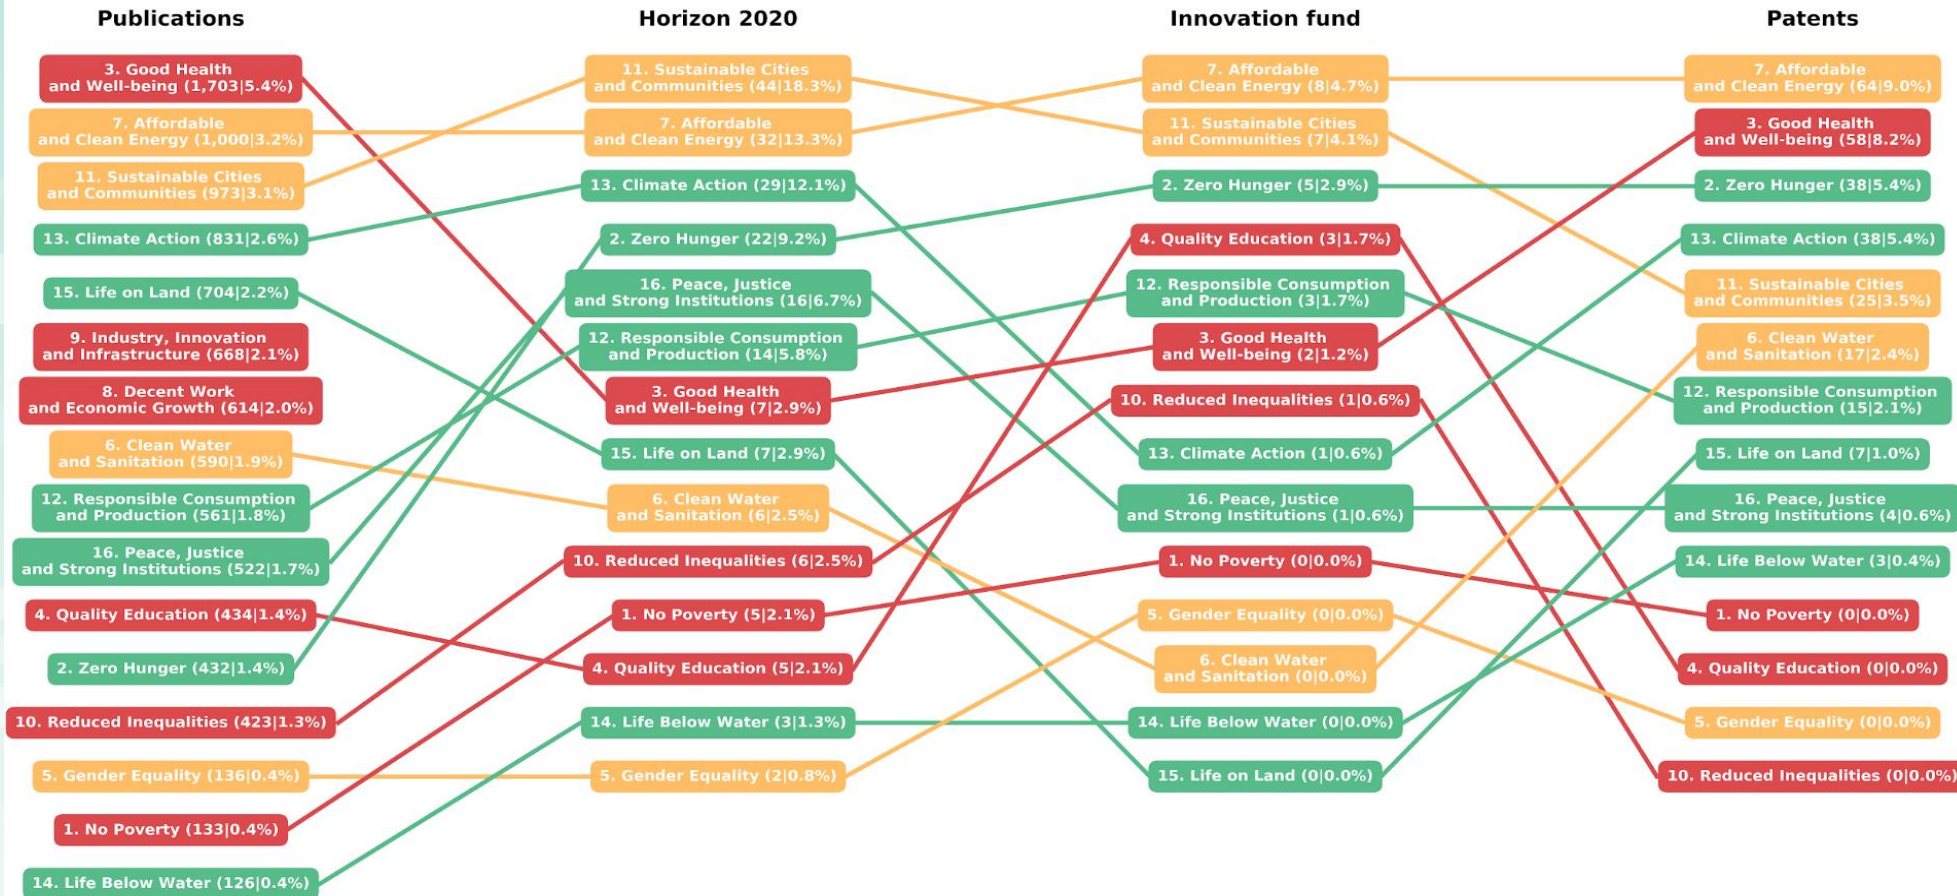 Publications
3. Good Health
and Well-being (1,703|5.4%)
7. Affordable
and Clean Energy (1,000|3.2%)
11. Sustainable Cities
and Communities (973|3.1%)
13. Climate Action (831|2.6%)
15. Life on Land (704|2.2%)
9. Industry, Innovation
and Infrastructure (668|2.1%)
8. Decent Work
and Economic Growth (614|2.0%)
6. Clean Water
and Sanitation (590|1.9%)
12. Responsible Consumption
and Production (561|1.8%)
16. Peace, Justice
and Strong Institutions (522|1.7%)
4. Quality Education (434|1.4%)
2. Zero Hunger (432|1.4%)
10. Reduced Inequalities (423|1.3%)
5. Gender Equality (136|0.4%)
1. No Poverty (133|0.4%)
14. Life Below Water (126|0.4%)
Horizon 2020
11. Sustainable Cities
and Communities (44|18.3%)
7. Affordable
and Clean Energy (32|13.3%)
13. Climate Action (29|12.1%)
2. Zero Hunger (22|9.2%)
16. Peace, Justice
and Strong Institutions (16|6.7%)
12. Responsible Consumption
and Production (14|5.8%)
3. Good Health
and Well-being (7|2.9%)
15. Life on Land (7|2.9%)
6. Clean Water
and Sanitation (6|2.5%)
10. Reduced Inequalities (6|2.5%)
1. No Poverty (5|2.1%)
4. Quality Education (5|2.1%)
14. Life Below Water (3|1.3%)
5. Gender Equality (2|0.8%)
Innovation fund
7. Affordable
and Clean Energy (8|4.7%)
11. Sustainable Cities
and Communities (7|4.1%)
2. Zero Hunger (5|2.9%)
4. Quality Education (3|1.7%)
12. Responsible Consumption
and Production (3|1.7%)
3. Good Health
and Well-being (2|1.2%)
10. Reduced Inequalities (1|0.6%)
13. Climate Action (1|0.6%)
16. Peace, Justice
and Strong Institutions (1|0.6%)
1. No Poverty (0|0.0%)
5. Gender Equality (0|0.0%)
6. Clean Water
and Sanitation (0|0.0%)
14. Life Below Water (0|0.0%)
15. Life on Land (0|0.0%)
Patents
7. Affordable
and Clean Energy (64|9.0%)
3. Good Health
and Well-being (58|8.2%)
2. Zero Hunger (38|5.4%)
13. Climate Action (38|5.4%)
11. Sustainable Cities
and Communities (25|3.5%)
6. Clean Water
and Sanitation (17|2.4%)
12. Responsible Consumption
and Production (15|2.1%)
15. Life on Land (7|1.0%)
16. Peace, Justice
and Strong Institutions (4|0.6%)
14. Life Below Water (3|0.4%)
1. No Poverty (0|0.0%)
4. Quality Education (0|0.0%)
5. Gender Equality (0|0.0%)
10. Reduced Inequalities (0|0.0%)